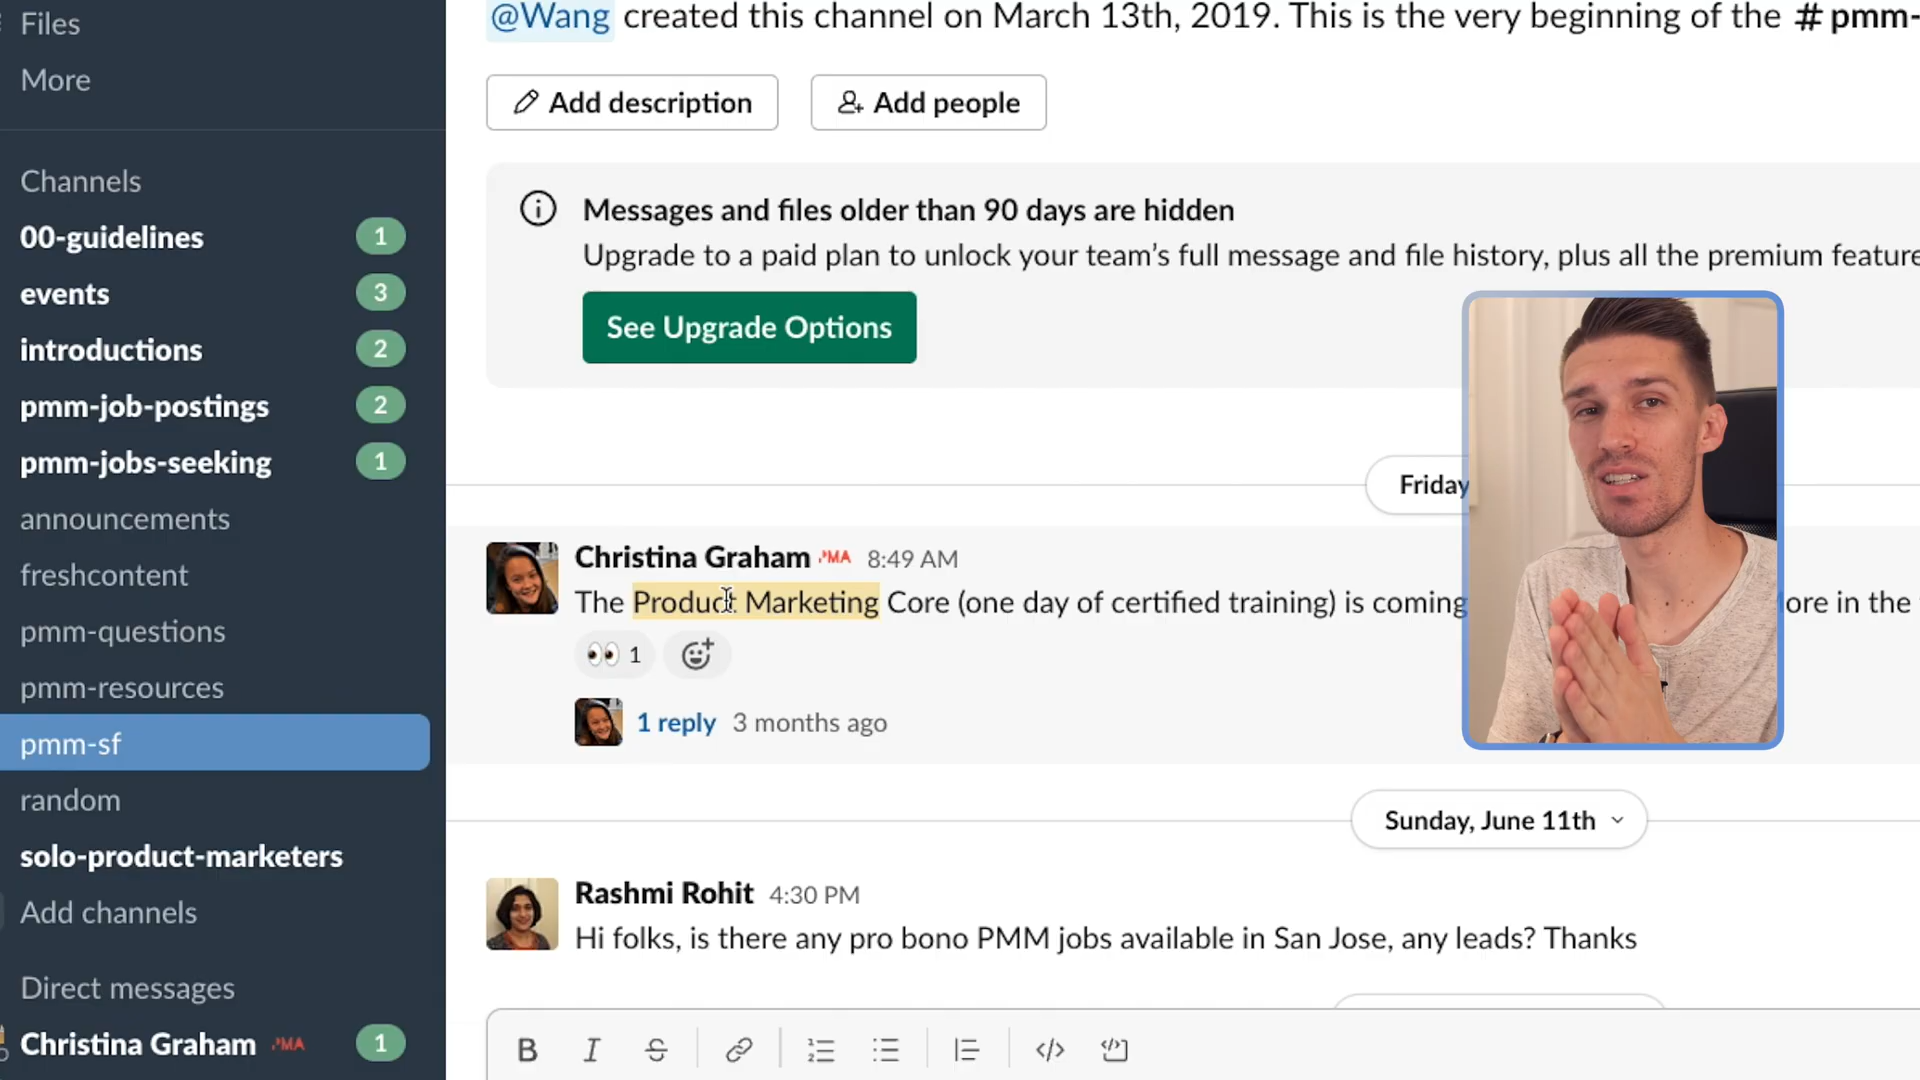 Files
More
Channels
00-guidelines 1
events 3
introductions 2
pmm-job-postings 2
pmm-jobs-seeking 1
announcements
freshcontent
pmm-questions
pmm-resources
pmm-sf
random
solo-product-marketers
Add channels
Direct messages
Christina Graham PMA 1
@Wang created this channel on March 13th, 2019. This is the very beginning of the # pmm-
Add description Add people
Messages and files older than 90 days are hidden
Upgrade to a paid plan to unlock your team’s full message and file history, plus all the premium feature
See Upgrade Options
Friday
Christina Graham PMA 8:49 AM
The Product Marketing Core (one day of certified training) is coming ore in the
1
1 reply 3 months ago
Sunday, June 11th
Rashmi Rohit 4:30 PM
Hi folks, is there any pro bono PMM jobs available in San Jose, any leads? Thanks
B I S